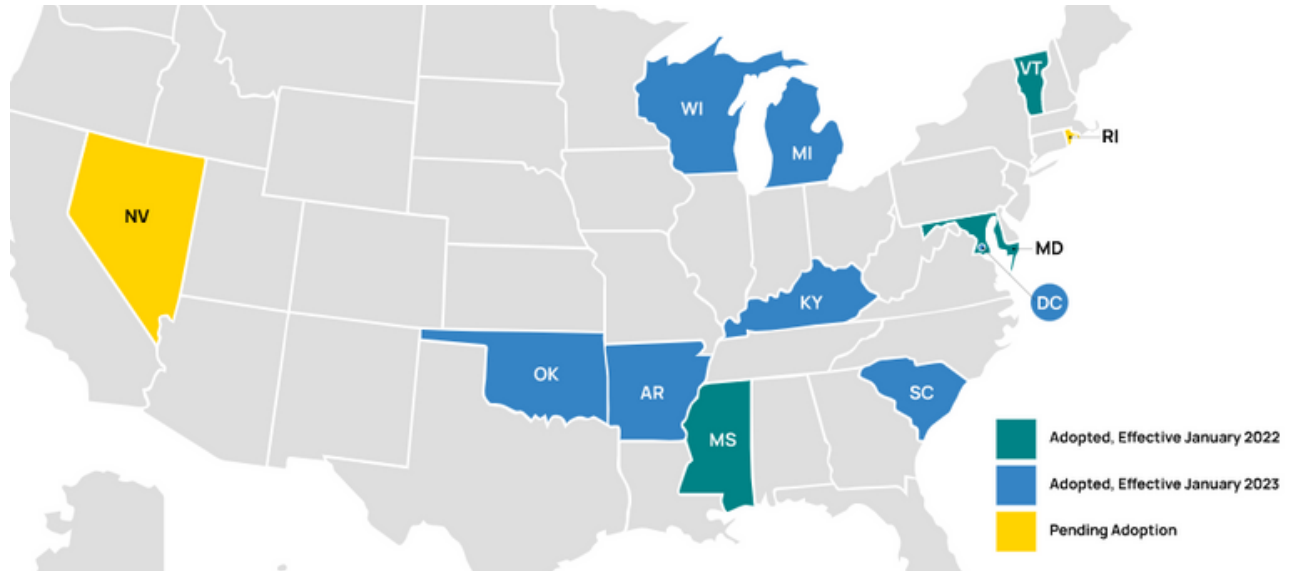 VT
WI
RI
MI
NV
MD
KY
DC
OK
AR
SC
MS
Adopted, Effective January 2022
Adopted, Effective January 2023
Pending Adoption